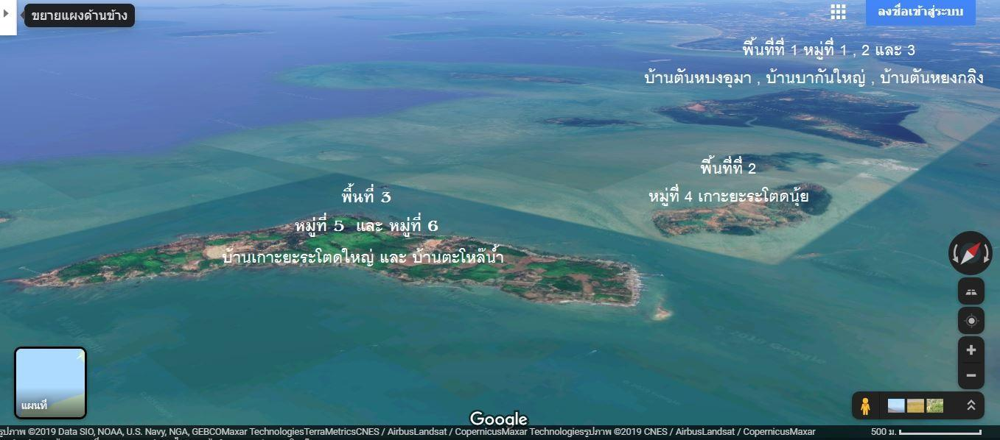 ขยายแผงด้านข้าง
ลงชื่อเข้าสู่ระบบ
พื้นที่ที่ 1 หมู่ที่ 1 , 2 และ 3
บ้านตันหบงอุมา , บ้านบากันใหญ่ , บ้านตันหยงกลิง
พื้นที่ที่ 2
หมู่ที่ 4 เกาะยะระโตดนุ้ย
พื้นที่ 3
หมู่ที่ 5 และ หมู่ที่ 6
บ้านเกาะยะระโตดใหญ่ และ บ้านตะโหล๊ะน้ำ
แผนที่
Google
รูปภาพ ©2019 Data SIO, NOAA, U.S. Navy, NGA, GEBCOMaxar TechnologiesTerraMetricsCNES / AirbusLandsat / CopernicusMaxar Technologiesรูปภาพ ©2019 CNES / AirbusLandsat / CopernicusMaxar
500 ม.